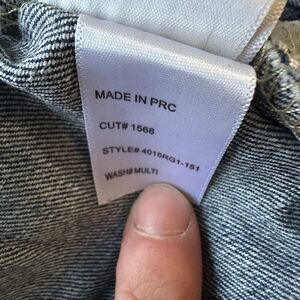 MADE IN PRC
CUT# 1568
STYLE# 4015RG1-151
WASH# MULTI